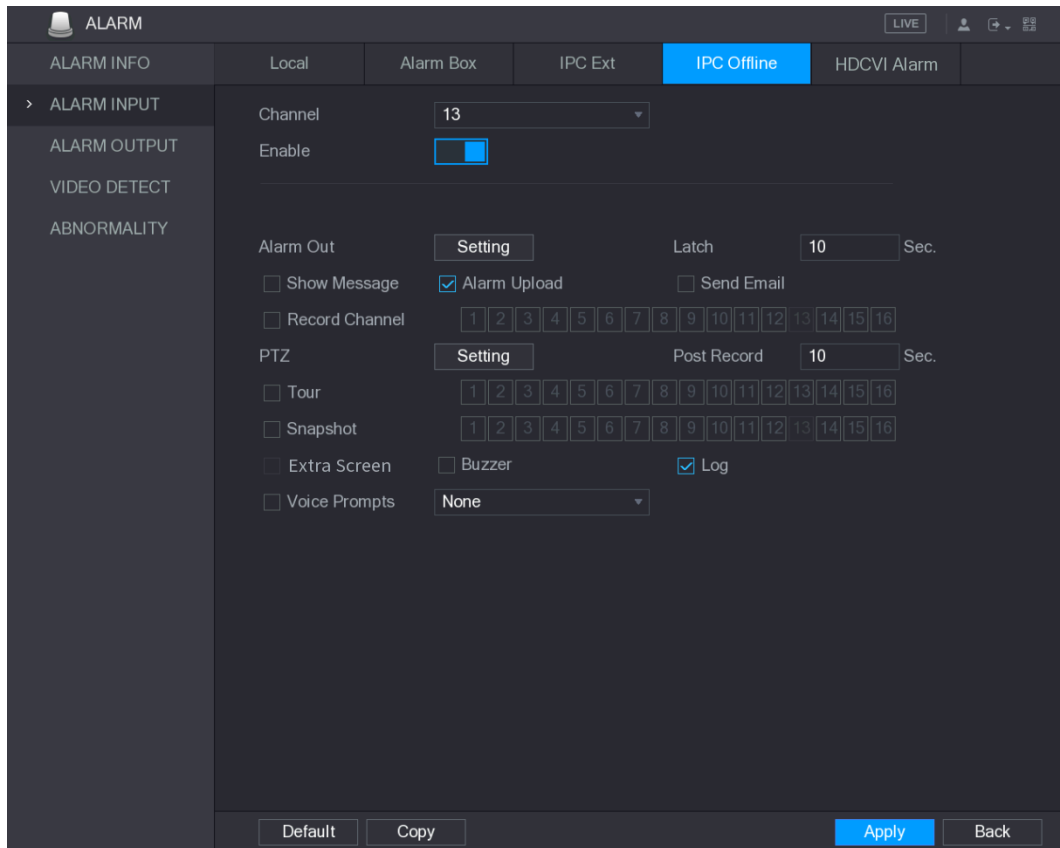 ALARM
LIVE
ALARM INFO
> ALARM INPUT
ALARM OUTPUT
VIDEO DETECT
ABNORMALITY
Local Alarm Box IPC Ext IPC Offline HDCVI Alarm
Channel 13
Enable
Alarm Out Setting Latch 10 Sec.
Show Message Alarm Upload Send Email
Record Channel 1 2 3 4 5 6 7 8 9 10 11 12 13 14 15 16
PTZ Setting Post Record 10 Sec.
Tour 1 2 3 4 5 6 7 8 9 10 11 12 13 14 15 16
Snapshot 1 2 3 4 5 6 7 8 9 10 11 12 13 14 15 16
Extra Screen Buzzer Log
Voice Prompts None
Default Copy Apply Back